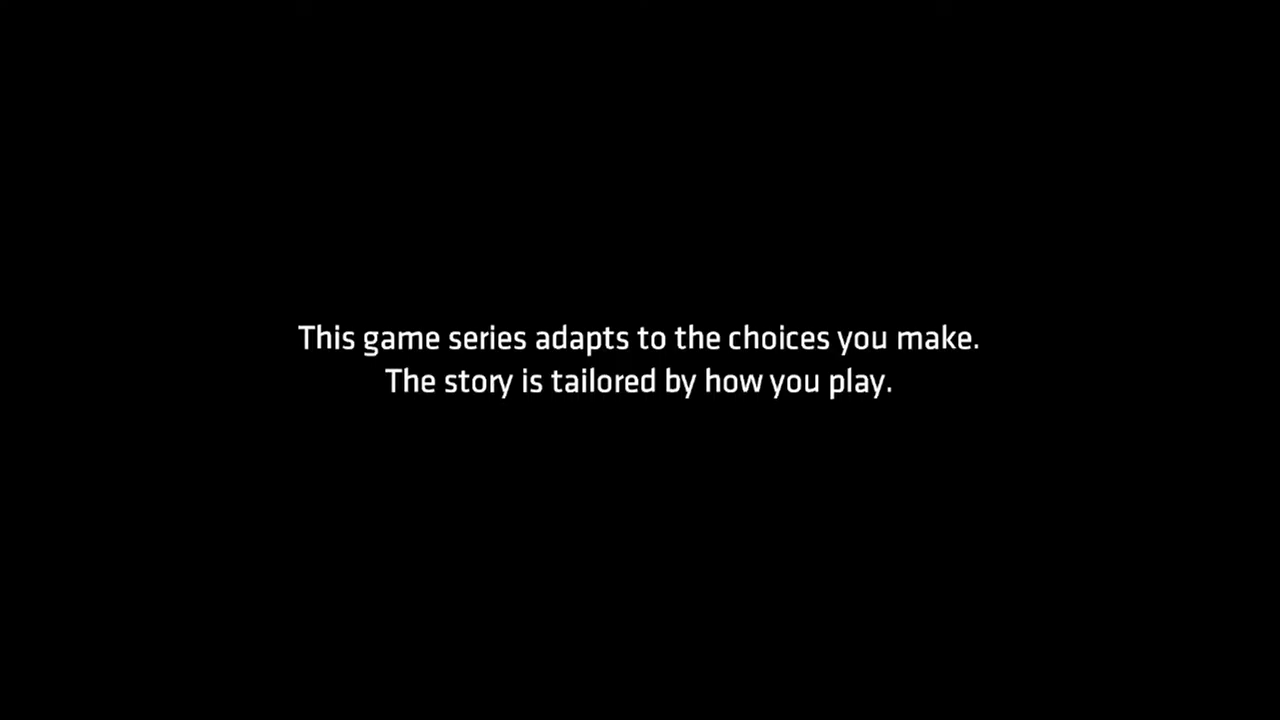 This game series adapts to the choices you make.
The story is tailored by how you play.